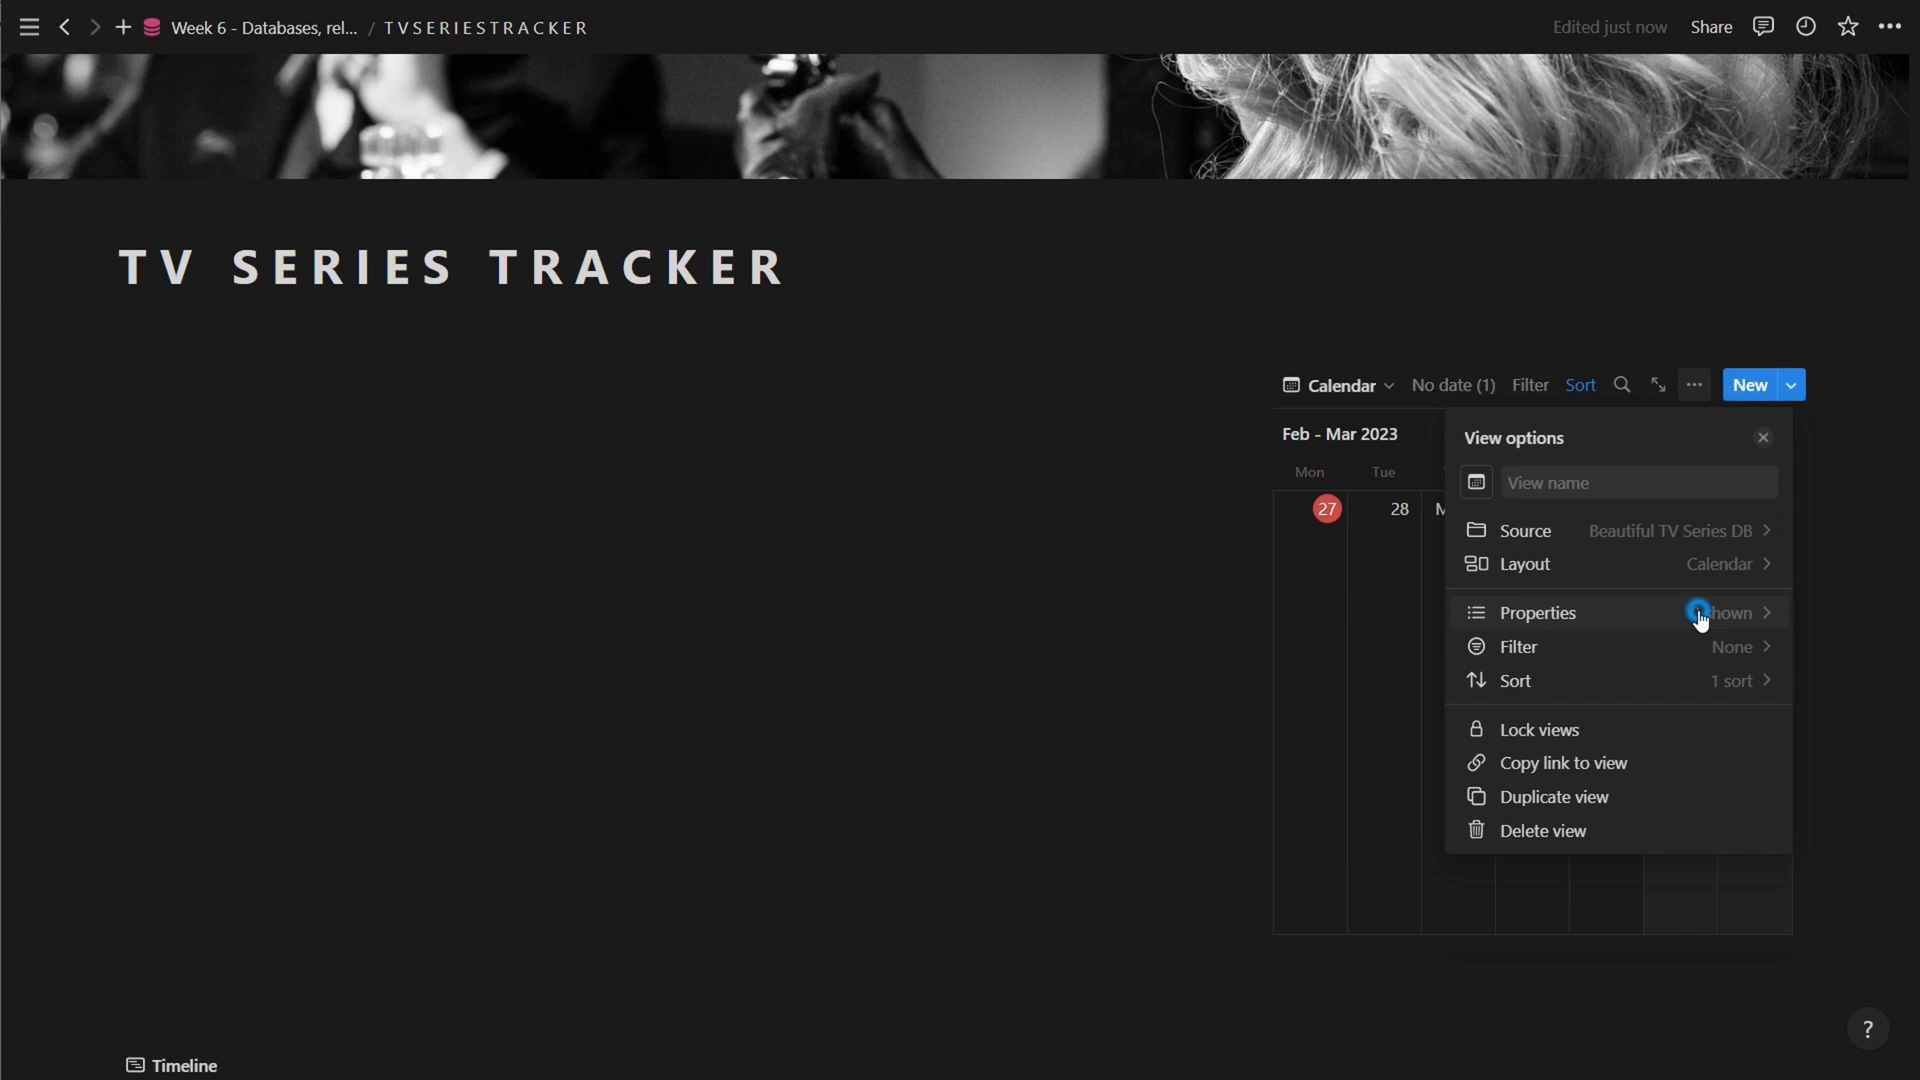 Week 6 - Databases, rel... / T V S E R I E S T R A C K E R
Edited just now Share
TV SERIES TRACKER
Calendar No date (1) Filter Sort New
Feb - Mar 2023
Mon Tue
27 28
View options
View name
Source Beautiful TV Series DB
Layout Calendar
Properties
Filter None
Sort 1 sort
Lock views
Copy link to view
Duplicate view
Delete view
?
Timeline